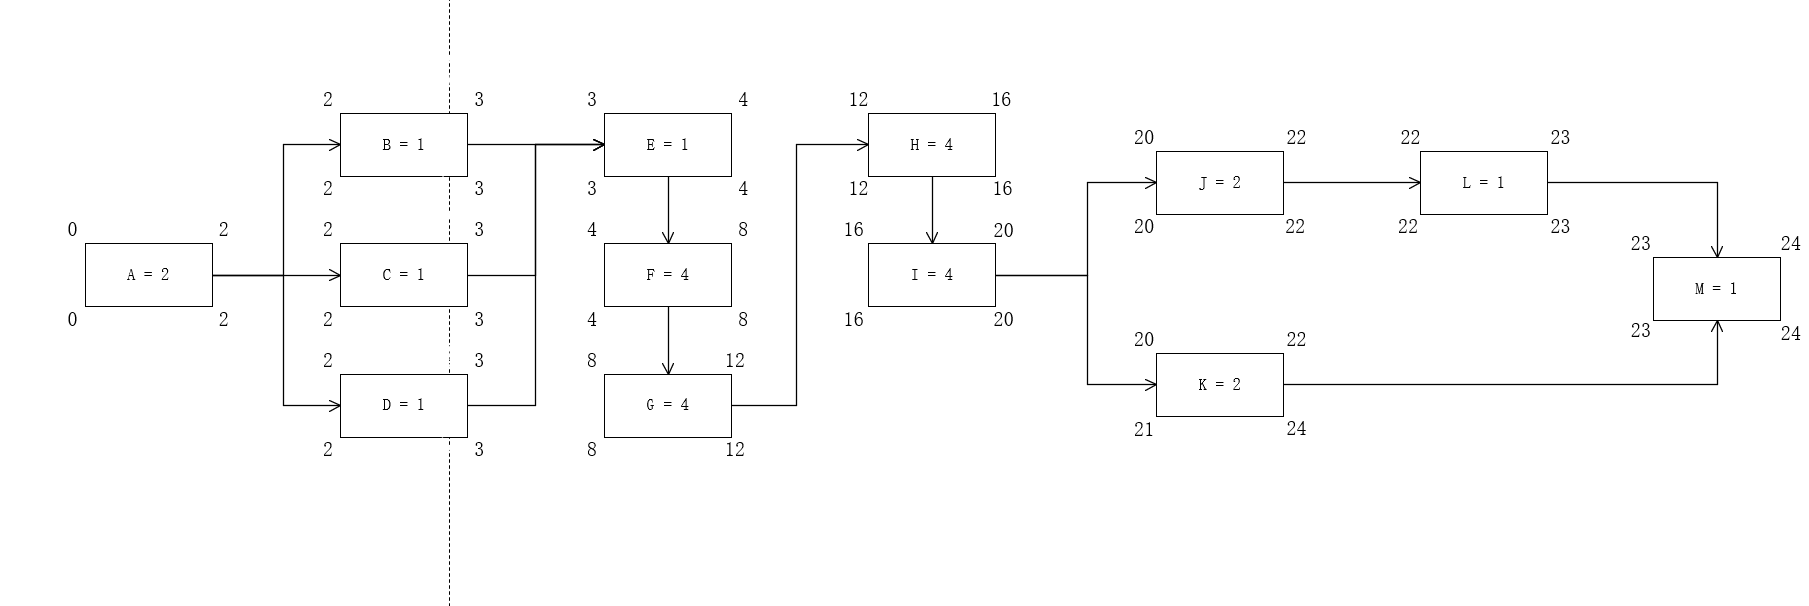 2 3
B = 1
2 3
3 4
E = 1
3 4
12 16
H = 4
12 16
20 22
J = 2
20 22
22 23
L = 1
22 23
0 2
A = 2
0 2
2 3
C = 1
2 3
4 8
F = 4
4 8
16 20
I = 4
16 20
23 24
M = 1
23 24
2 3
D = 1
2 3
8 12
G = 4
8 12
20 22
K = 2
21 24